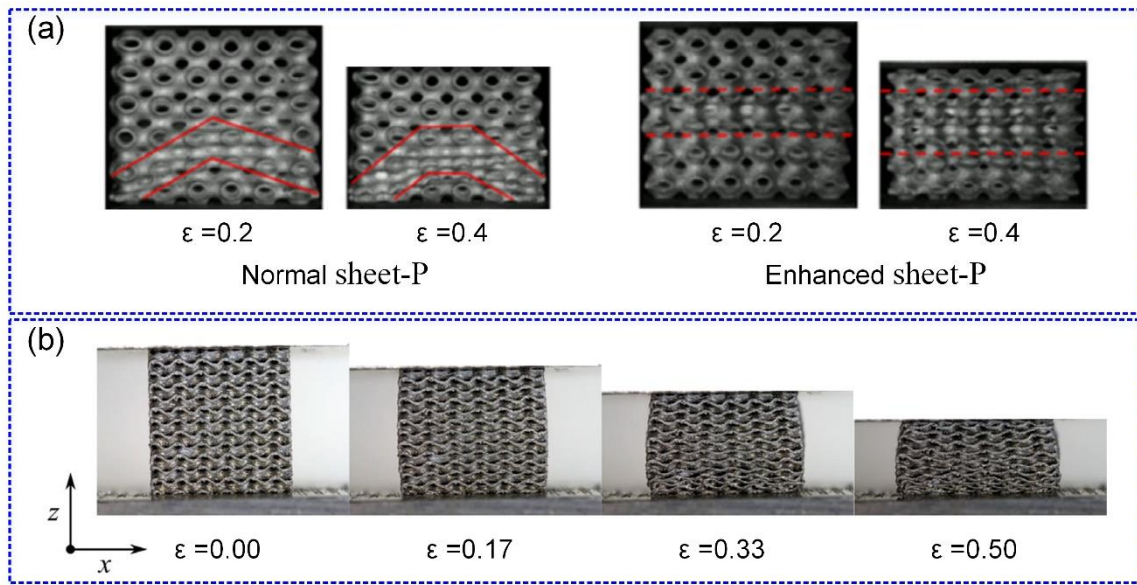 (a)
ε =0.2 ε =0.4 ε =0.2 ε =0.4
Normal sheet-P Enhanced sheet-P
(b)
z
x
ε =0.00 ε =0.17 ε =0.33 ε =0.50